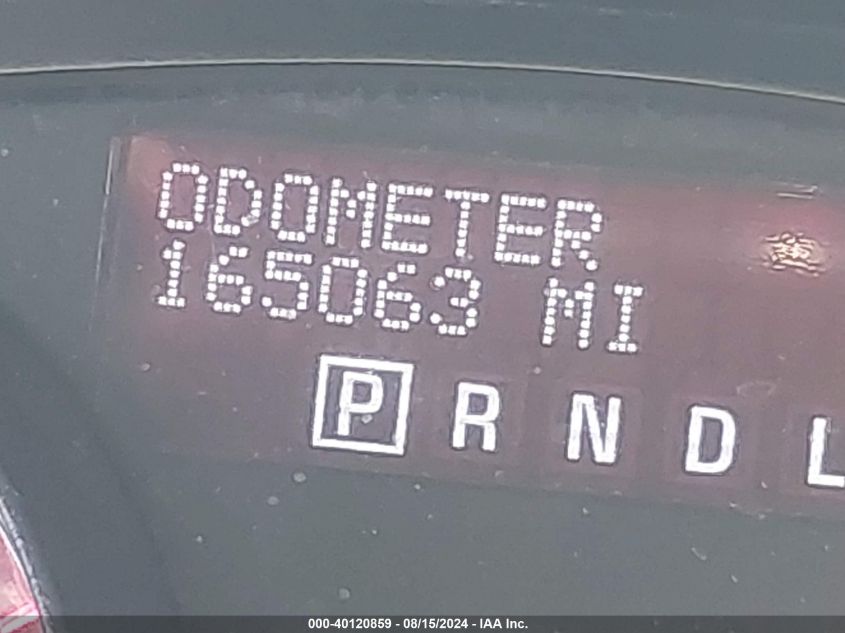 ODOMETER
165063 MI
P R N D L
000-40120859 - 08/15/2024 - IAA Inc.